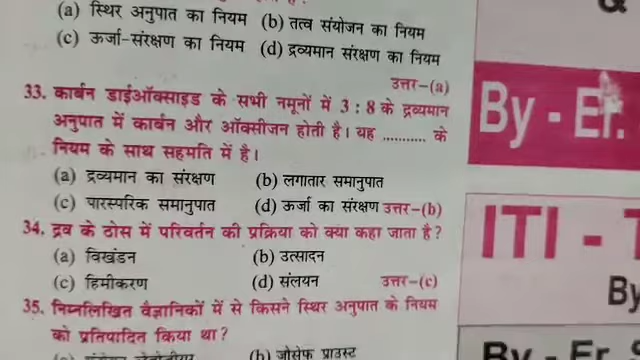 (a) स्थिर अनुपात का नियम (b) तत्व संयोजन का नियम
(c) ऊर्जा-संरक्षण का नियम (d) द्रव्यमान संरक्षण का नियम
उत्तर-(a)
33. कार्बन डाईऑक्साइड के सभी नमूनों में 3 : 8 के द्रव्यमान
अनुपात में कार्बन और ऑक्सीजन होती है। यह ........... के
नियम के साथ सहमति में है।
(a) द्रव्यमान का संरक्षण (b) लगातार समानुपात
(c) पारस्परिक समानुपात (d) ऊर्जा का संरक्षण उत्तर-(b)
34. द्रव के ठोस में परिवर्तन की प्रक्रिया को क्या कहा जाता है?
(a) विखंडन (b) उत्सादन
(c) हिमीकरण (d) संलयन उत्तर-(c)
35. निम्नलिखित वैज्ञानिकों में से किसने स्थिर अनुपात के नियम
को प्रतिपादित किया था?
(b) जोसेफ प्राउस्ट
&
By - Er.
ITI -
By
By - Er